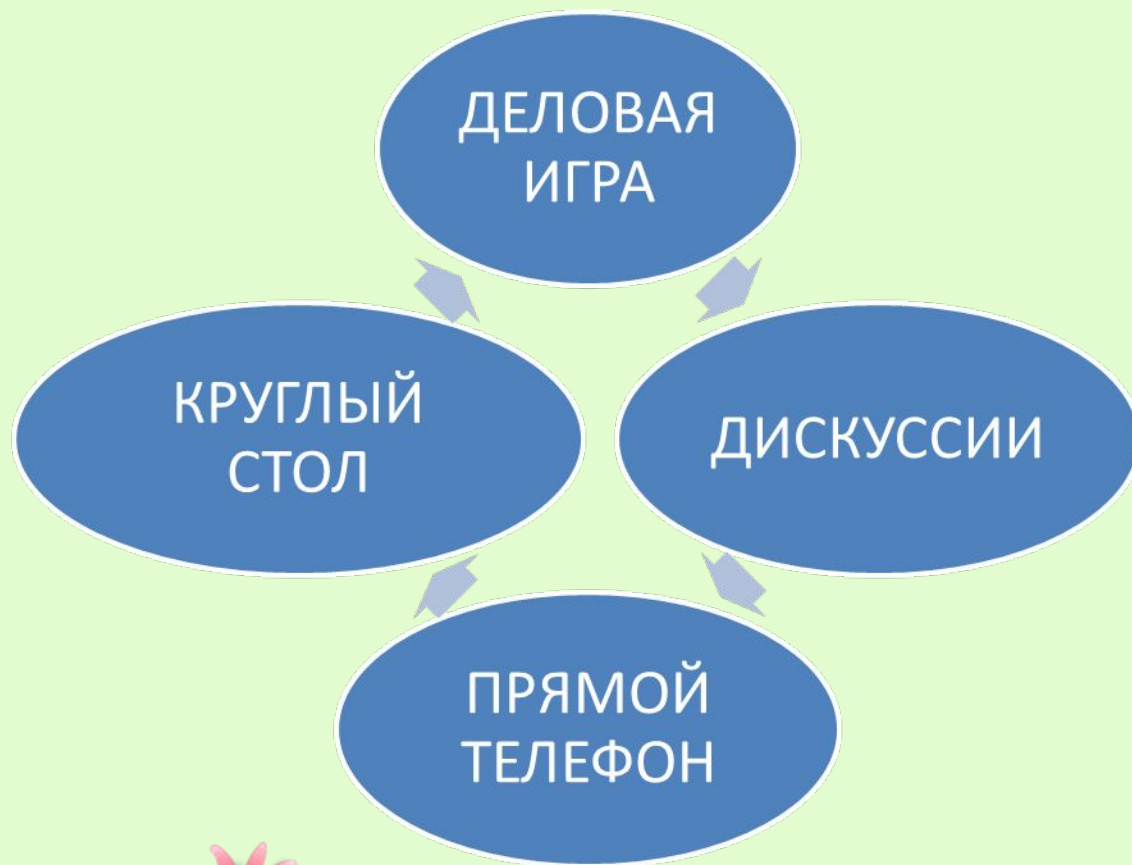 ДЕЛОВАЯ
ИГРА
КРУГЛЫЙ
СТОЛ
ДИСКУССИИ
ПРЯМОЙ
ТЕЛЕФОН